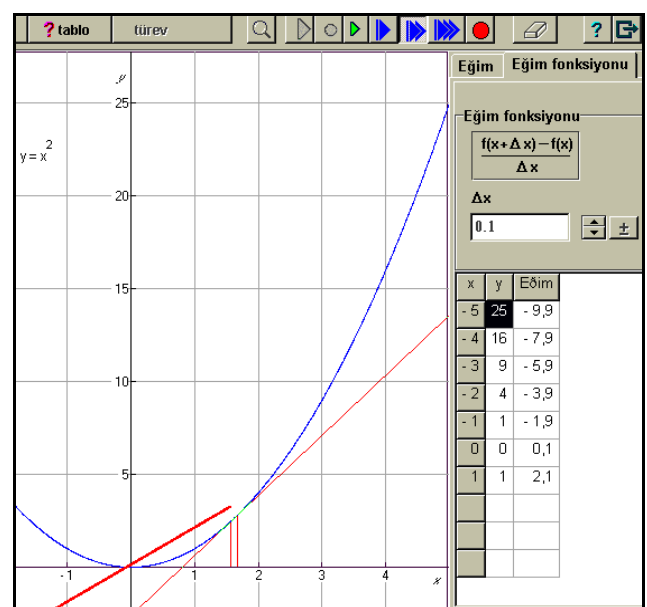 ? tablo türev ?
Eğim Eğim fonksiyonu
y
25
y = x²
20
15
10
5
-1 1 2 3 4 x
Eğim fonksiyonu
f(x+Δx)−f(x)
Δx
Δx
0.1 ±
x y Eðim
-5 25 -9,9
-4 16 -7,9
-3 9 -5,9
-2 4 -3,9
-1 1 -1,9
0 0 0,1
1 1 2,1